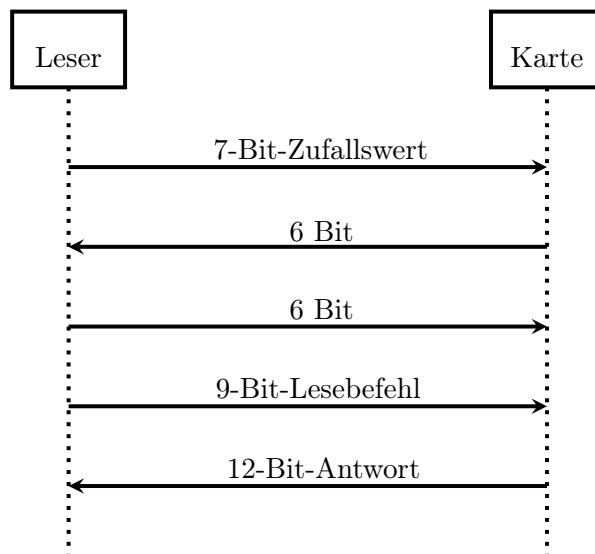 Leser
Karte
7-Bit-Zufallswert
6 Bit
6 Bit
9-Bit-Lesebefehl
12-Bit-Antwort